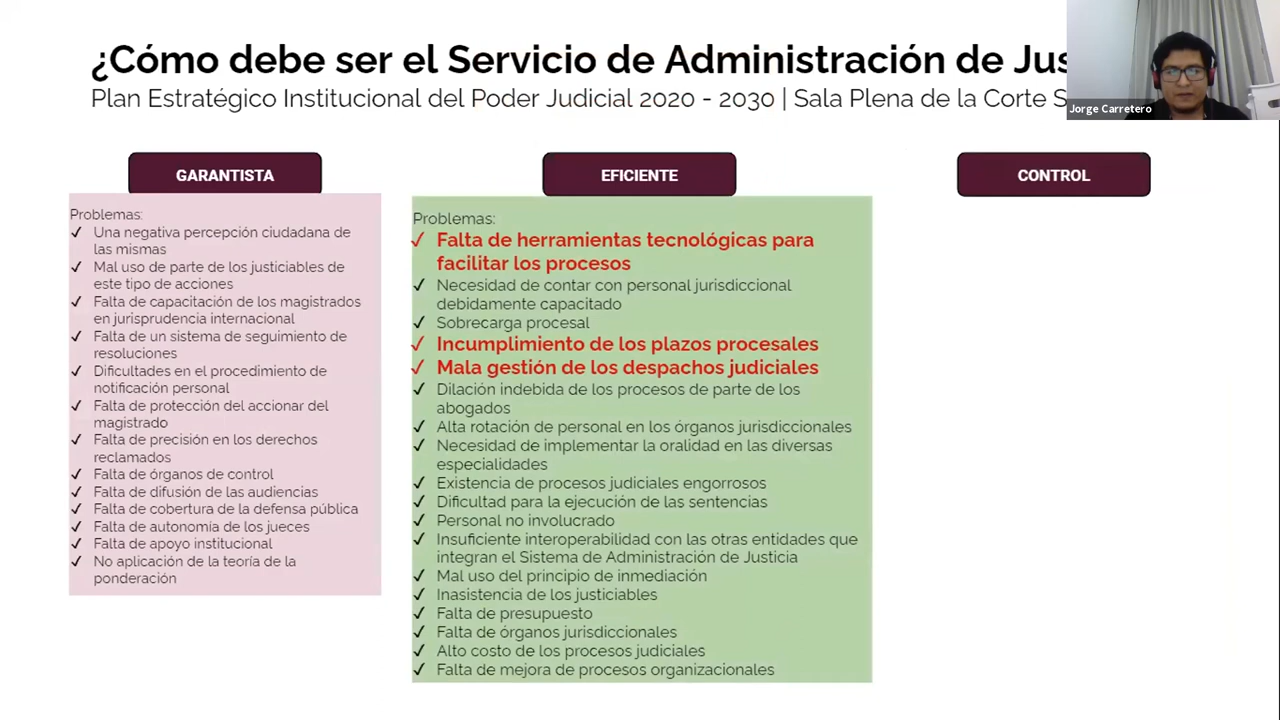 ¿Cómo debe ser el Servicio de Administración de
Plan Estratégico Institucional del Poder Judicial 2020 - 2030 | Sala Plena de la Corte
Jorge Carretero
GARANTISTA
Problemas:
✓ Una negativa percepción ciudadana de
las mismas
✓ Mal uso de parte de los justiciables de
este tipo de acciones
✓ Falta de capacitación de los magistrados
en jurisprudencia internacional
✓ Falta de un sistema de seguimiento de
resoluciones
✓ Dificultades en el procedimiento de
notificación personal
✓ Falta de protección del accionar del
magistrado
✓ Falta de precisión en los derechos
reclamados
✓ Falta de órganos de control
✓ Falta de difusión de las audiencias
✓ Falta de cobertura de la defensa pública
✓ Falta de autonomía de los jueces
✓ Falta de apoyo institucional
✓ No aplicación de la teoría de la
ponderación
EFICIENTE
Problemas:
✓ Falta de herramientas tecnológicas para
facilitar los procesos
✓ Necesidad de contar con personal jurisdiccional
debidamente capacitado
✓ Sobrecarga procesal
✓ Incumplimiento de los plazos procesales
✓ Mala gestión de los despachos judiciales
✓ Dilación indebida de los procesos de parte de los
abogados
✓ Alta rotación de personal en los órganos jurisdiccionales
✓ Necesidad de implementar la oralidad en las diversas
especialidades
✓ Existencia de procesos judiciales engorrosos
✓ Dificultad para la ejecución de las sentencias
✓ Personal no involucrado
✓ Insuficiente interoperabilidad con las otras entidades que
integran el Sistema de Administración de Justicia
✓ Mal uso del principio de inmediación
✓ Inasistencia de los justiciables
✓ Falta de presupuesto
✓ Falta de órganos jurisdiccionales
✓ Alto costo de los procesos judiciales
✓ Falta de mejora de procesos organizacionales
CONTROL